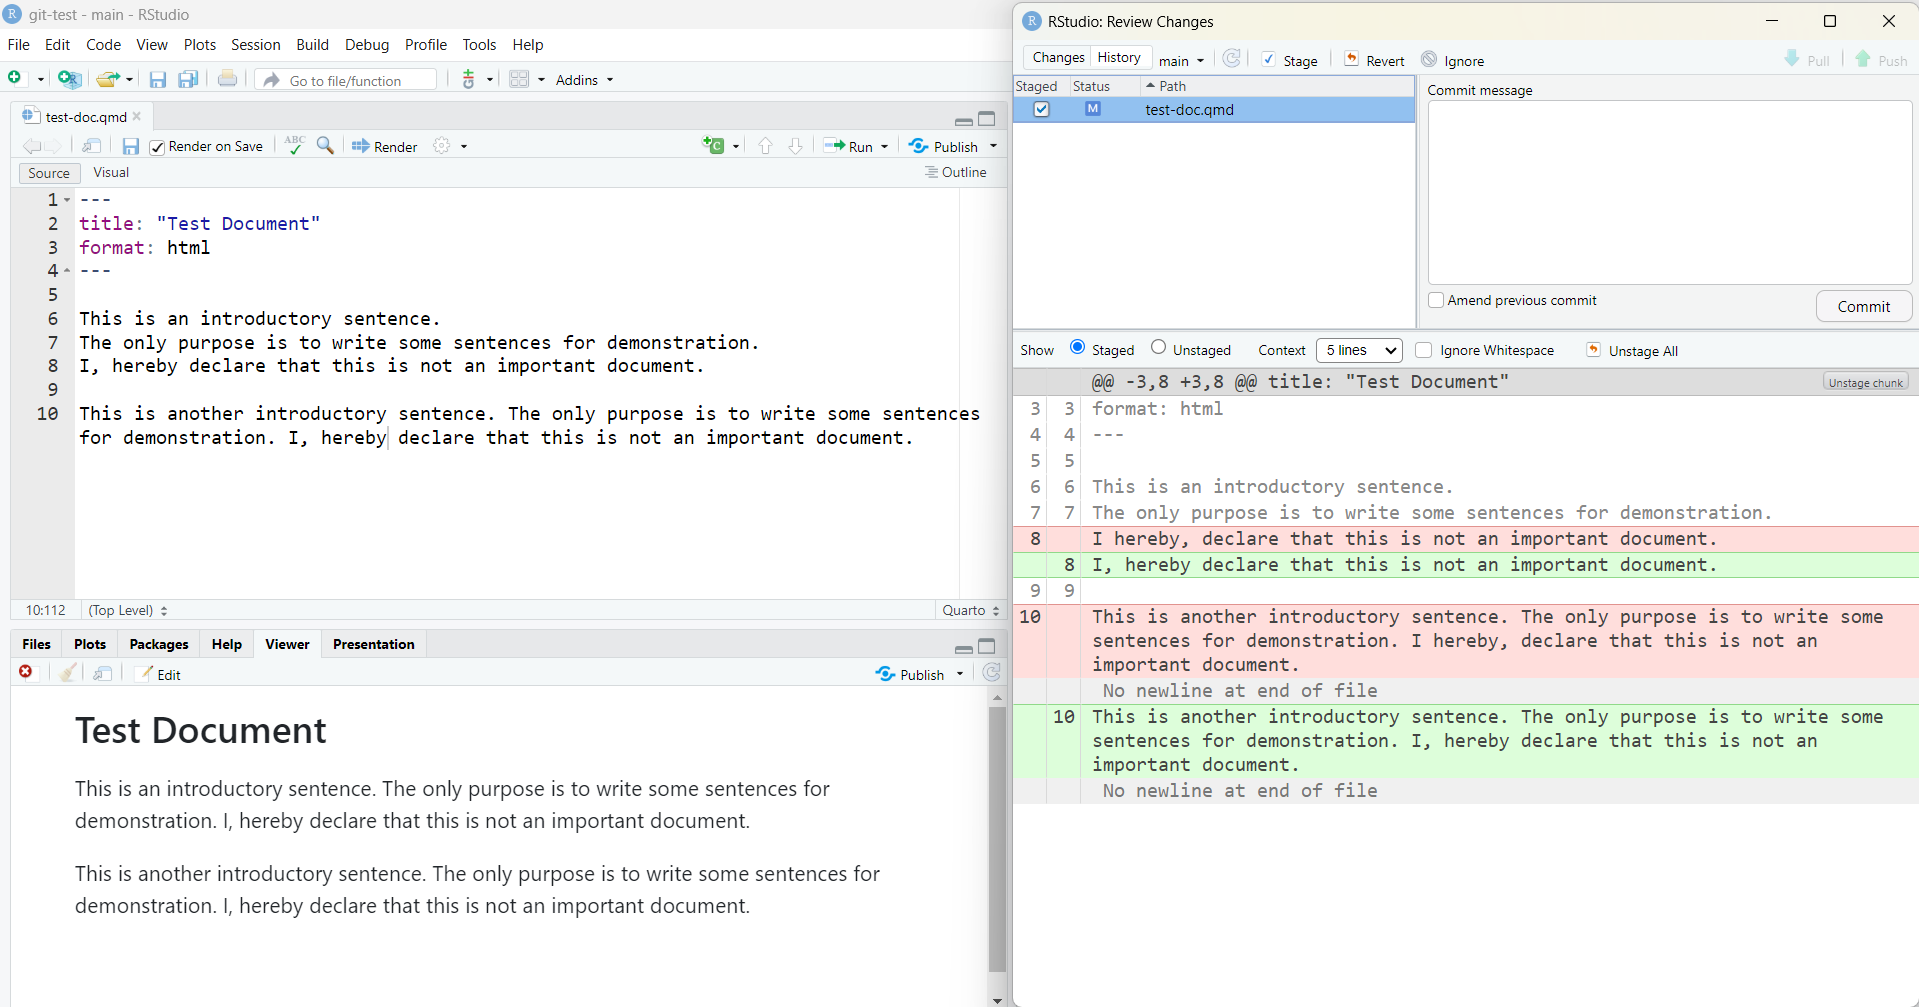 git-test - main - RStudio
File Edit Code View Plots Session Build Debug Profile Tools Help
Go to file/function Addins
test-doc.qmd
Render on Save ABC Render Run Publish
Source Visual Outline
1 ---
2 title: "Test Document"
3 format: html
4 ---
5
6 This is an introductory sentence.
7 The only purpose is to write some sentences for demonstration.
8 I, hereby declare that this is not an important document.
9
10 This is another introductory sentence. The only purpose is to write some sentences
for demonstration. I, hereby declare that this is not an important document.
10:112 (Top Level) Quarto
Files Plots Packages Help Viewer Presentation
Edit Publish
Test Document
This is an introductory sentence. The only purpose is to write some sentences for
demonstration. I, hereby declare that this is not an important document.
This is another introductory sentence. The only purpose is to write some sentences for
demonstration. I, hereby declare that this is not an important document.
RStudio: Review Changes
Changes History main Stage Revert Ignore Pull Push
Staged Status Path
M test-doc.qmd
Commit message
Amend previous commit
Commit
Show Staged Unstaged Context 5 lines Ignore Whitespace Unstage All
@@ -3,8 +3,8 @@ title: "Test Document" Unstage chunk
3 3 format: html
4 4 ---
5 5
6 6 This is an introductory sentence.
7 7 The only purpose is to write some sentences for demonstration.
8 I hereby, declare that this is not an important document.
8 I, hereby declare that this is not an important document.
9 9
10 This is another introductory sentence. The only purpose is to write some
sentences for demonstration. I hereby, declare that this is not an
important document.
No newline at end of file
10 This is another introductory sentence. The only purpose is to write some
sentences for demonstration. I, hereby declare that this is not an
important document.
No newline at end of file